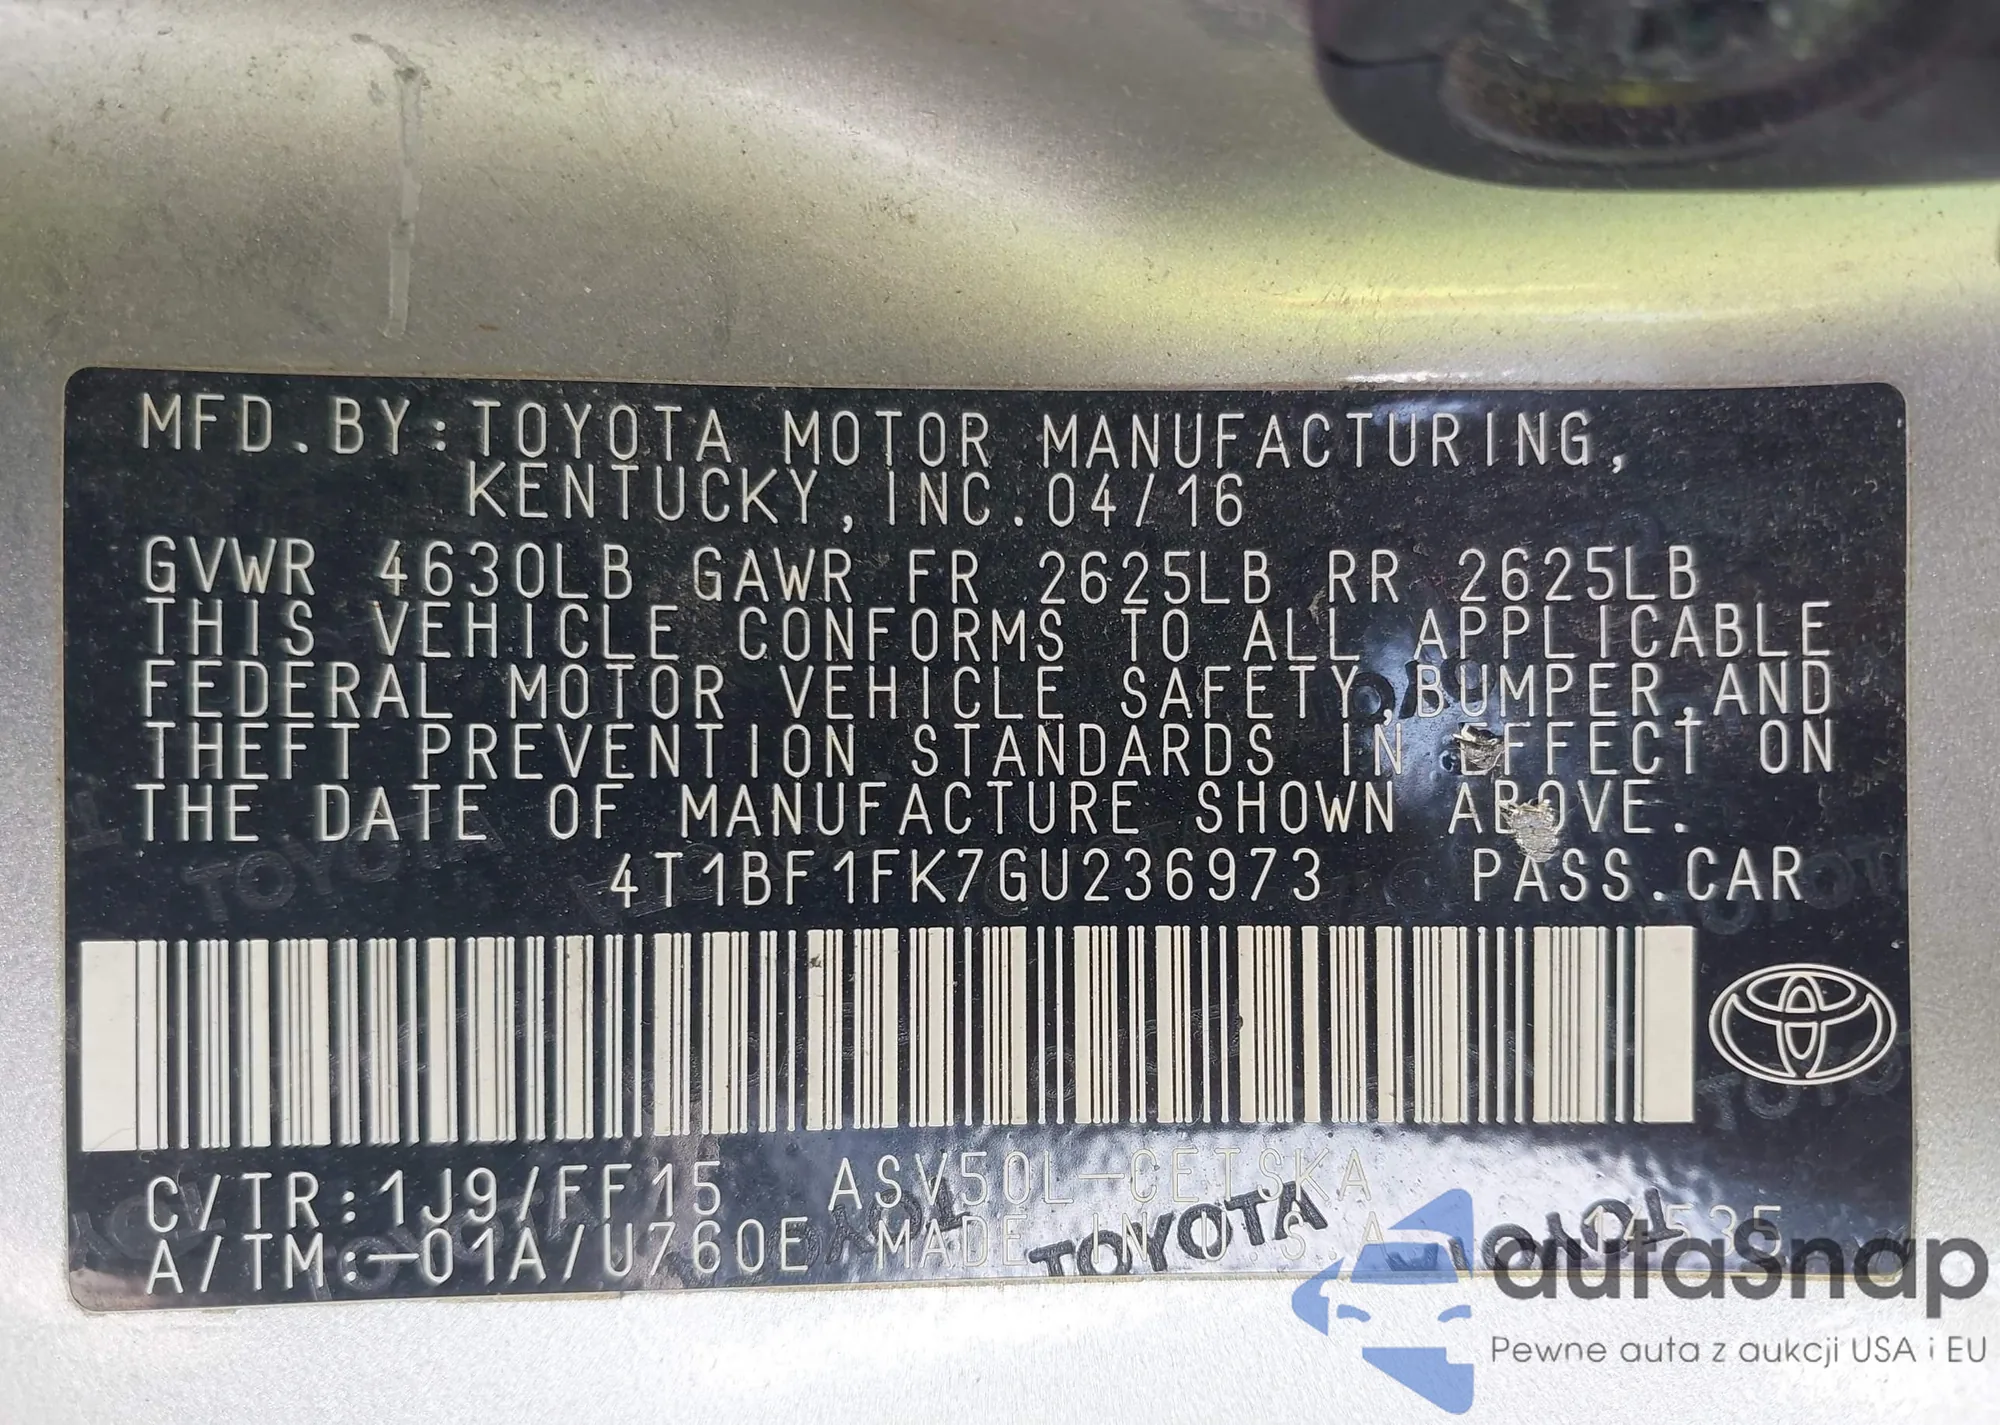 MFD.BY:TOYOTA MOTOR MANUFACTURING,
KENTUCKY,INC.04/16
GVWR 4630LB GAWR FR 2625LB RR 2625LB
THIS VEHICLE CONFORMS TO ALL APPLICABLE
FEDERAL MOTOR VEHICLE SAFETY,BUMPER,AND
THEFT PREVENTION STANDARDS IN EFFECT ON
THE DATE OF MANUFACTURE SHOWN ABOVE.
4T1BF1FK7GU236973 PASS.CAR
C/TR:1J9/FF15 ASV50L-CETSKA
A/TM:-01A/U760E MADE IN U.S.A 14535
TOYOTA
autaSnap
Pewne auta z aukcji USA i EU